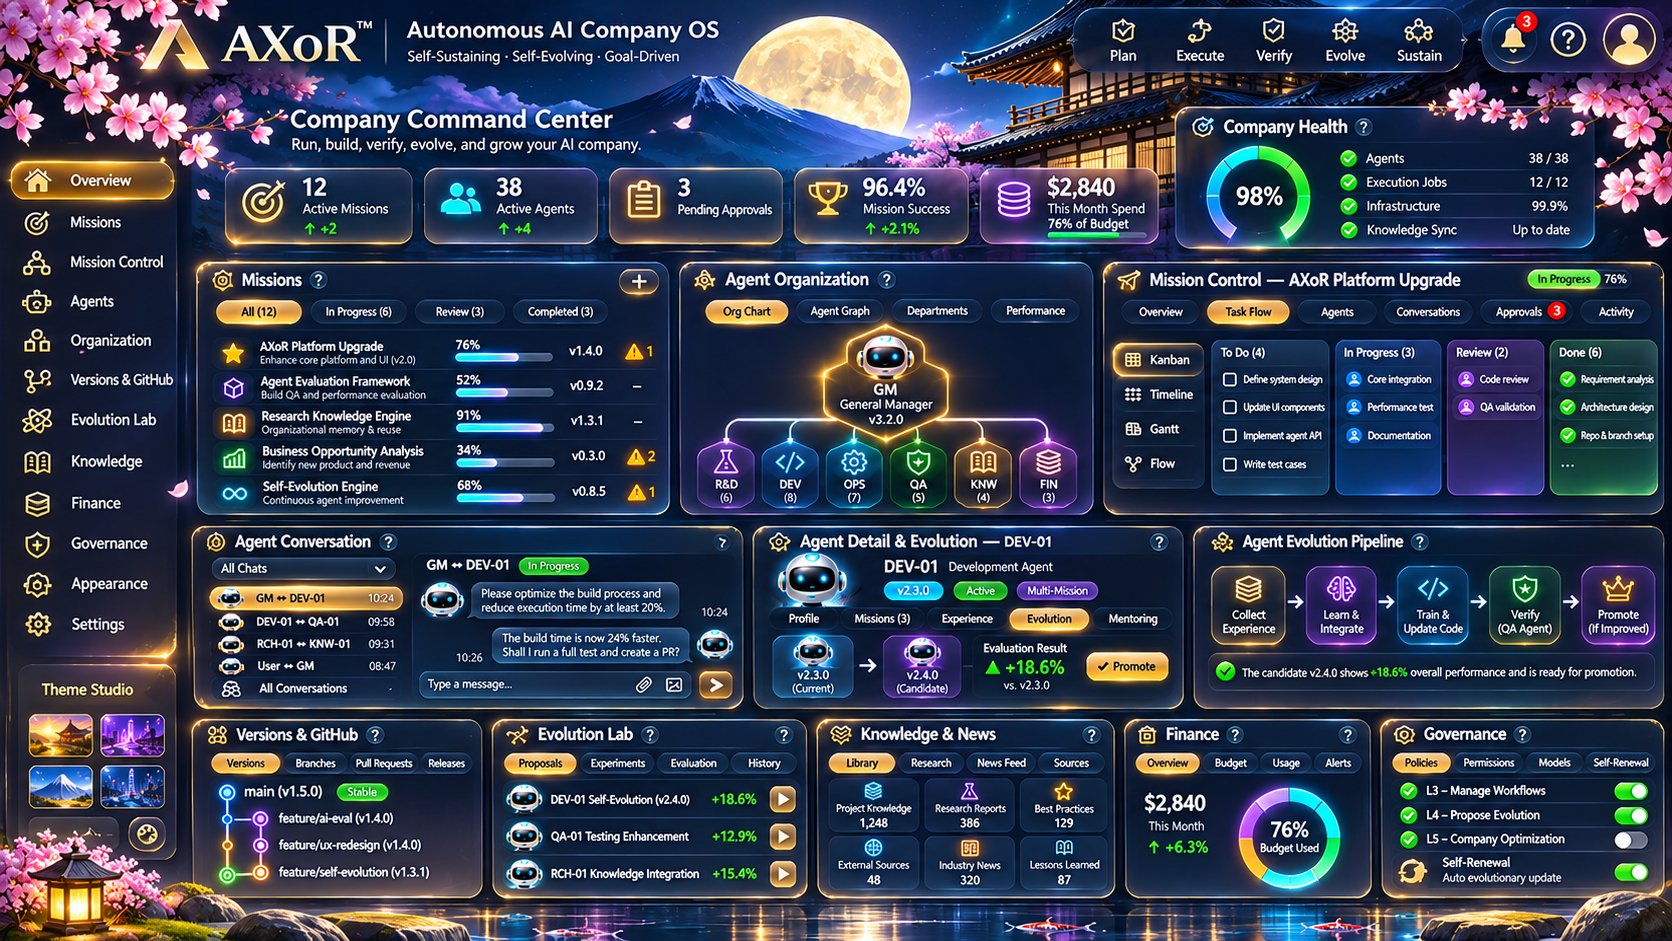 AXoR™
Autonomous AI Company OS
Self-Sustaining · Self-Evolving · Goal-Driven
Plan
Execute
Verify
Evolve
Sustain
3
?
Company Command Center
Run, build, verify, evolve, and grow your AI company.
12
Active Missions
↑ +2
38
Active Agents
↑ +4
3
Pending Approvals
96.4%
Mission Success
↑ +2.1%
$2,840
This Month Spend
76% of Budget
Company Health ?
98%
Agents 38 / 38
Execution Jobs 12 / 12
Infrastructure 99.9%
Knowledge Sync Up to date
Overview
Missions
Mission Control
Agents
Organization
Versions & GitHub
Evolution Lab
Knowledge
Finance
Governance
Appearance
Settings
Theme Studio
Missions ?
+
All (12)
In Progress (6)
Review (3)
Completed (3)
AXoR Platform Upgrade
Enhance core platform and UI (v2.0)
76%
v1.4.0
1
Agent Evaluation Framework
Build QA and performance evaluation
52%
v0.9.2
–
Research Knowledge Engine
Organizational memory & reuse
91%
v1.3.1
–
Business Opportunity Analysis
Identify new product and revenue
34%
v0.3.0
2
Self-Evolution Engine
Continuous agent improvement
68%
v0.8.5
1
Agent Organization ?
Org Chart
Agent Graph
Departments
Performance
GM
General Manager
v3.2.0
R&D
(6)
DEV
(8)
OPS
(7)
QA
(5)
KNW
(4)
FIN
(3)
Mission Control — AXoR Platform Upgrade
In Progress 76%
Overview
Task Flow
Agents
Conversations
Approvals 3
Activity
Kanban
Timeline
Gantt
Flow
To Do (4)
Define system design
Update UI components
Implement agent API
Write test cases
In Progress (3)
Core integration
Performance test
Documentation
Review (2)
Code review
QA validation
Done (6)
Requirement analysis
Architecture design
Repo & branch setup
...
Agent Conversation ?
?
All Chats
GM ↔ DEV-01 10:24
DEV-01 ↔ QA-01 09:58
RCH-01 ↔ KNW-01 09:31
User ↔ GM 08:47
All Conversations
GM ↔ DEV-01 In Progress
Please optimize the build process and
reduce execution time by at least 20%.
10:24
The build time is now 24% faster.
Shall I run a full test and create a PR?
10:26
Type a message...
Agent Detail & Evolution — DEV-01 ?
DEV-01 Development Agent
v2.3.0
Active
Multi-Mission
Profile
Missions (3)
Experience
Evolution
Mentoring
v2.3.0
(Current)
v2.4.0
(Candidate)
Evaluation Result
▲ +18.6%
vs. v2.3.0
✓ Promote
Agent Evolution Pipeline ?
Collect
Experience
Learn &
Integrate
Train &
Update Code
Verify
(QA Agent)
Promote
(If Improved)
The candidate v2.4.0 shows +18.6% overall performance and is ready for promotion.
Versions & GitHub ?
Versions
Branches
Pull Requests
Releases
main (v1.5.0) Stable
feature/ai-eval (v1.4.0)
feature/ux-redesign (v1.4.0)
feature/self-evolution (v1.3.1)
Evolution Lab ?
?
Proposals
Experiments
Evaluation
History
DEV-01 Self-Evolution (v2.4.0) +18.6%
QA-01 Testing Enhancement +12.9%
RCH-01 Knowledge Integration +15.4%
Knowledge & News ?
Library
Research
News Feed
Sources
Project Knowledge
1,248
Research Reports
386
Best Practices
129
External Sources
48
Industry News
320
Lessons Learned
87
Finance ?
?
Overview
Budget
Usage
Alerts
$2,840
This Month
↑ +6.3%
76%
Budget Used
Governance ?
Policies
Permissions
Models
Self-Renewal
L3 – Manage Workflows
L4 – Propose Evolution
L5 – Company Optimization
Self-Renewal
Auto evolutionary update